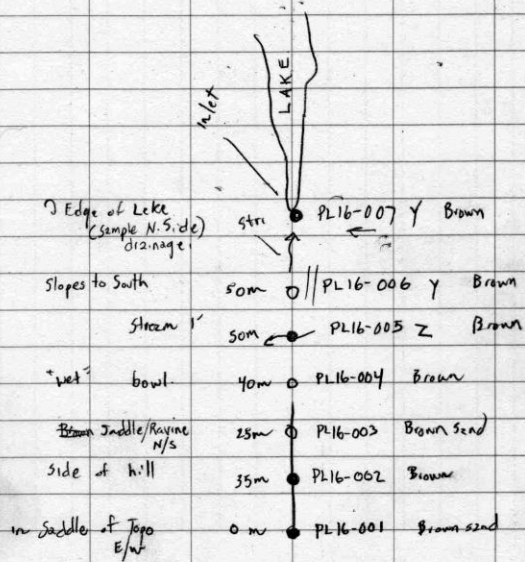 LAKE
Inlet
Edge of Lake
(sample N. Side)
drainage.
Stri
PL16-007 Y Brown
Slopes to South
50m
PL16-006 Y Brown
Stream 1'
50m
PL16-005 Z Brown
"wet" bowl.
40m
PL16-004 Brown
Saddle/Ravine
N/S
25m
PL16-003 Brown sand
Side of hill
35m
PL16-002 Brown
in Saddle of Topo
E/W
0 m
PL16-001 Brown sand